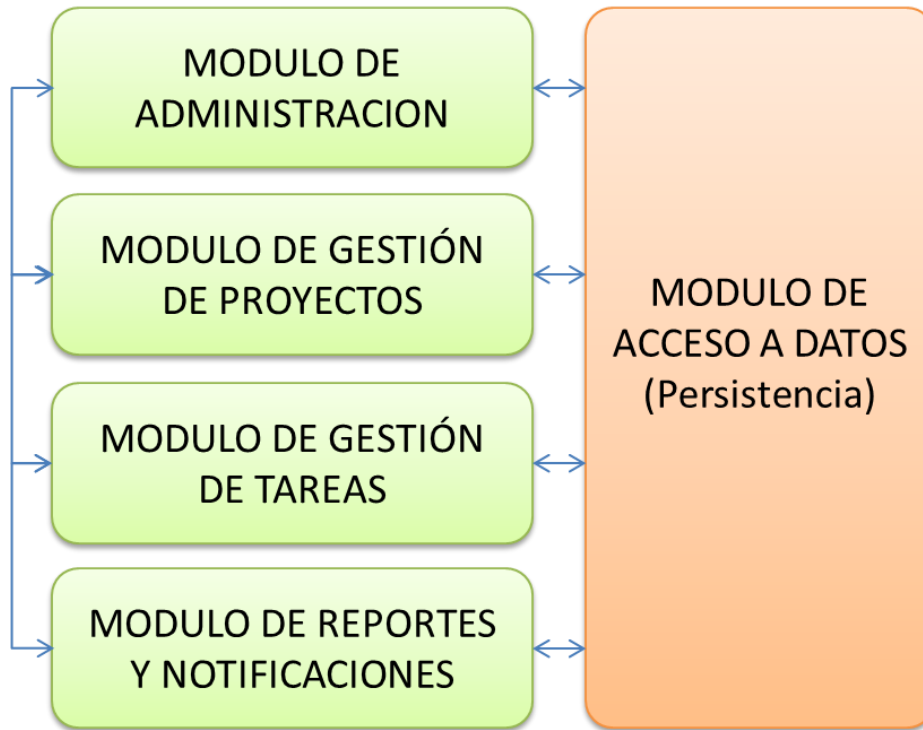 MODULO DE
ADMINISTRACION
MODULO DE GESTIÓN
DE PROYECTOS
MODULO DE GESTIÓN
DE TAREAS
MODULO DE REPORTES
Y NOTIFICACIONES
MODULO DE
ACCESO A DATOS
(Persistencia)